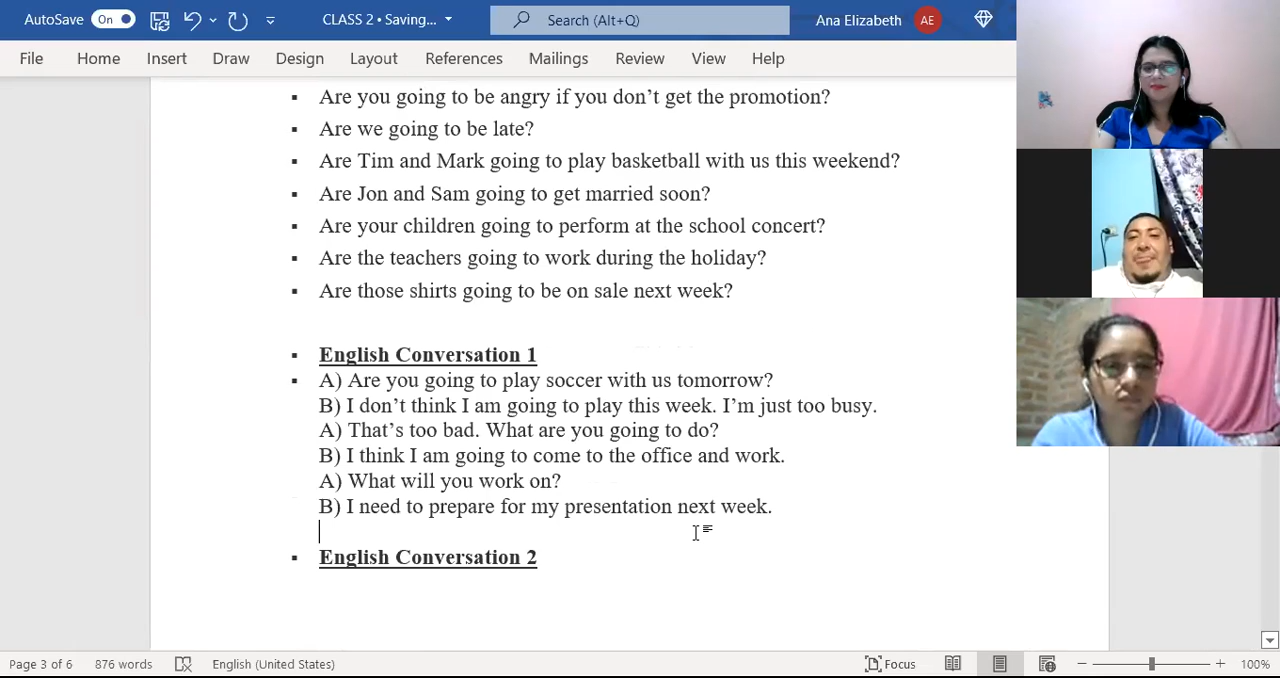 AutoSave On CLASS 2 • Saving... Search (Alt+Q) Ana Elizabeth AE
File Home Insert Draw Design Layout References Mailings Review View Help
▪ Are you going to be angry if you don’t get the promotion?
▪ Are we going to be late?
▪ Are Tim and Mark going to play basketball with us this weekend?
▪ Are Jon and Sam going to get married soon?
▪ Are your children going to perform at the school concert?
▪ Are the teachers going to work during the holiday?
▪ Are those shirts going to be on sale next week?
▪ English Conversation 1
▪ A) Are you going to play soccer with us tomorrow?
B) I don’t think I am going to play this week. I’m just too busy.
A) That’s too bad. What are you going to do?
B) I think I am going to come to the office and work.
A) What will you work on?
B) I need to prepare for my presentation next week.
▪ English Conversation 2
Page 3 of 6 876 words English (United States) Focus 100%